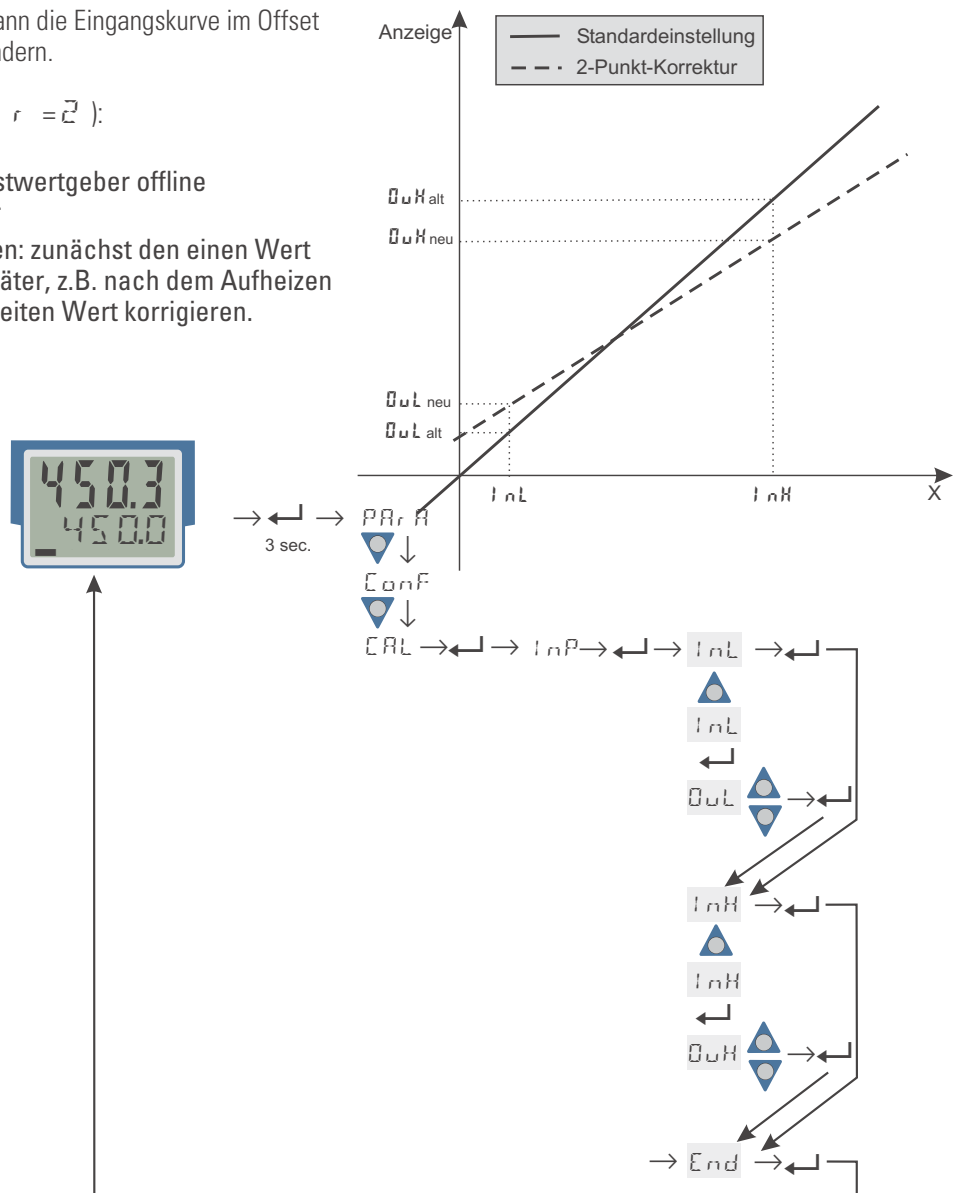 ann die Eingangskurve im Offset
ndern.
r = 2 ):
stwertgeber offline
en: zunächst den einen Wert
äter, z.B. nach dem Aufheizen
eiten Wert korrigieren.
Anzeige
Standardeinstellung
2-Punkt-Korrektur
OuH alt
OuH neu
OuL neu
OuL alt
InL
InH
X
450.3
450.0
3 sec.
PArA
ConF
CAL
InP
InL
InL
OuL
InH
InH
OuH
End